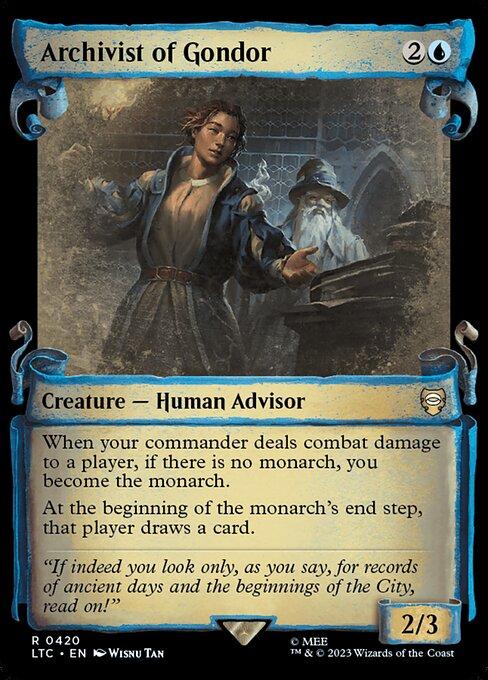 Archivist of Gondor 2
Creature — Human Advisor
When your commander deals combat damage
to a player, if there is no monarch, you
become the monarch.
At the beginning of the monarch's end step,
that player draws a card.
"If indeed you look only, as you say, for records
of ancient days and the beginnings of the City,
read on!"
2/3
R 0420
LTC • EN Wisnu Tan
© MEE
™ & © 2023 Wizards of the Coast